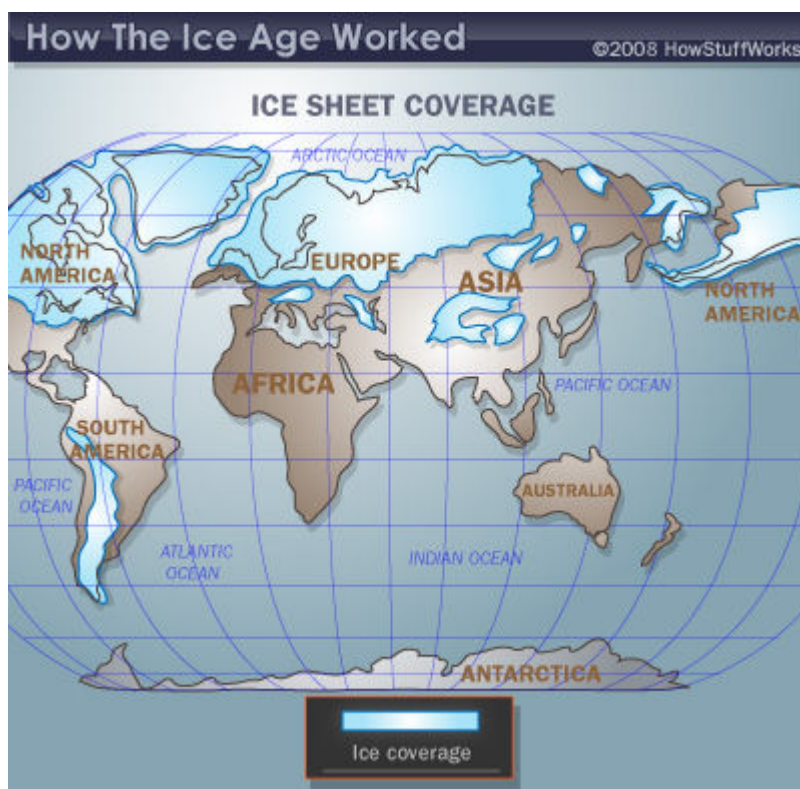 How The Ice Age Worked
©2008 HowStuffWorks
ICE SHEET COVERAGE
ARCTIC OCEAN
NORTH
AMERICA
EUROPE
ASIA
NORTH
AMERICA
AFRICA
PACIFIC OCEAN
SOUTH
AMERICA
PACIFIC
OCEAN
AUSTRALIA
ATLANTIC
OCEAN
INDIAN OCEAN
ANTARCTICA
Ice coverage